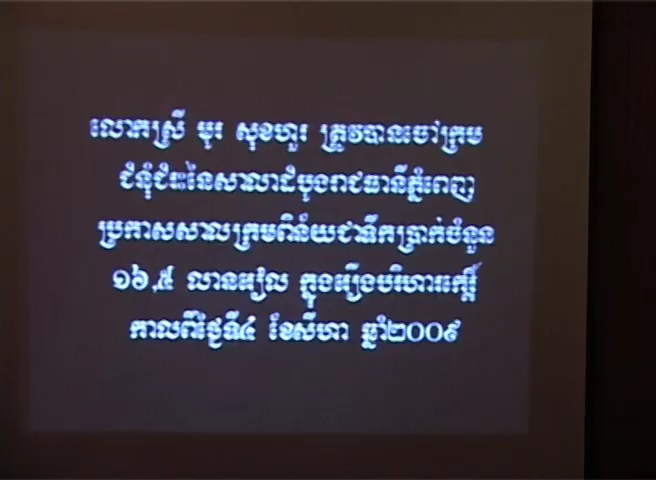 លោកស្រី មុរ សុខហួរ ត្រូវបានចៅក្រម
ជំនុំជំរះនៃសាលាដំបូងរាជធានីភ្នំពេញ
ប្រកាសសាលក្រមពិន័យជាទឹកប្រាក់ចំនួន
១៦,៥ លានរៀល ក្នុងរឿងបរិហារកេរ្តិ៍
កាលពីថ្ងៃទី៤ ខែសីហា ឆ្នាំ២០០៩